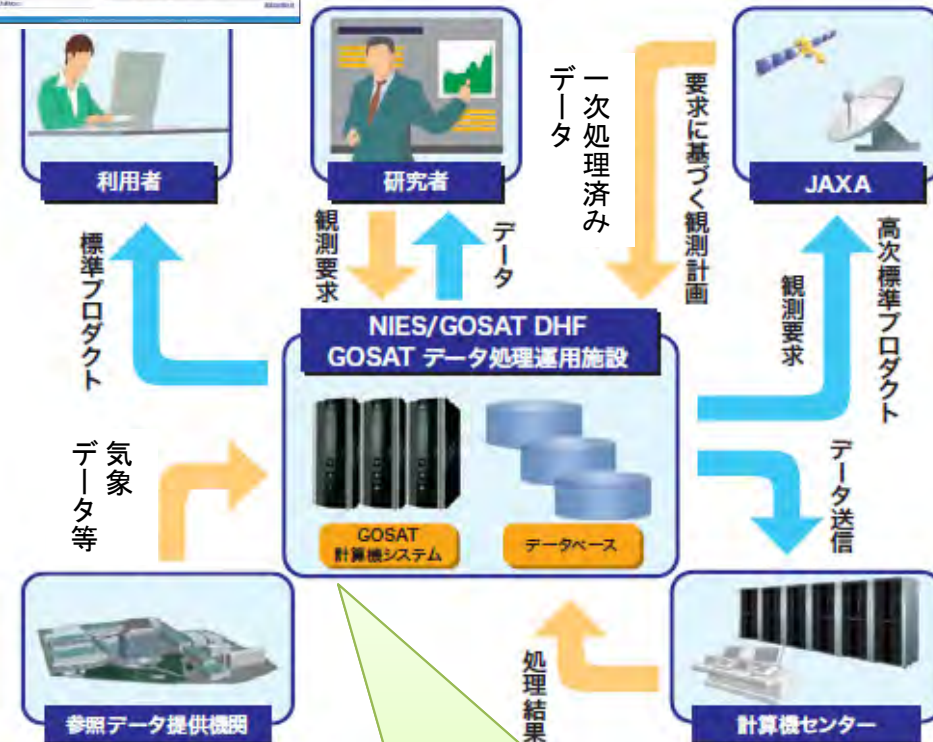 利用者
研究者
JAXA
一次処理済み
データ
要求に基づく観測計画
標準プロダクト
観測要求
データ
観測要求
高次標準プロダクト
NIES/GOSAT DHF
GOSAT データ処理運用施設
気象
データ等
GOSAT
計算機システム
データベース
データ送信
参照データ提供機関
処理結果
計算機センター